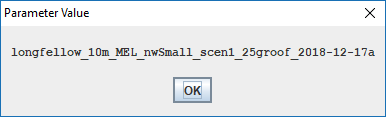 Parameter Value
longfellow_10m_MEL_nwSmall_scen1_25groof_2018-12-17a
OK